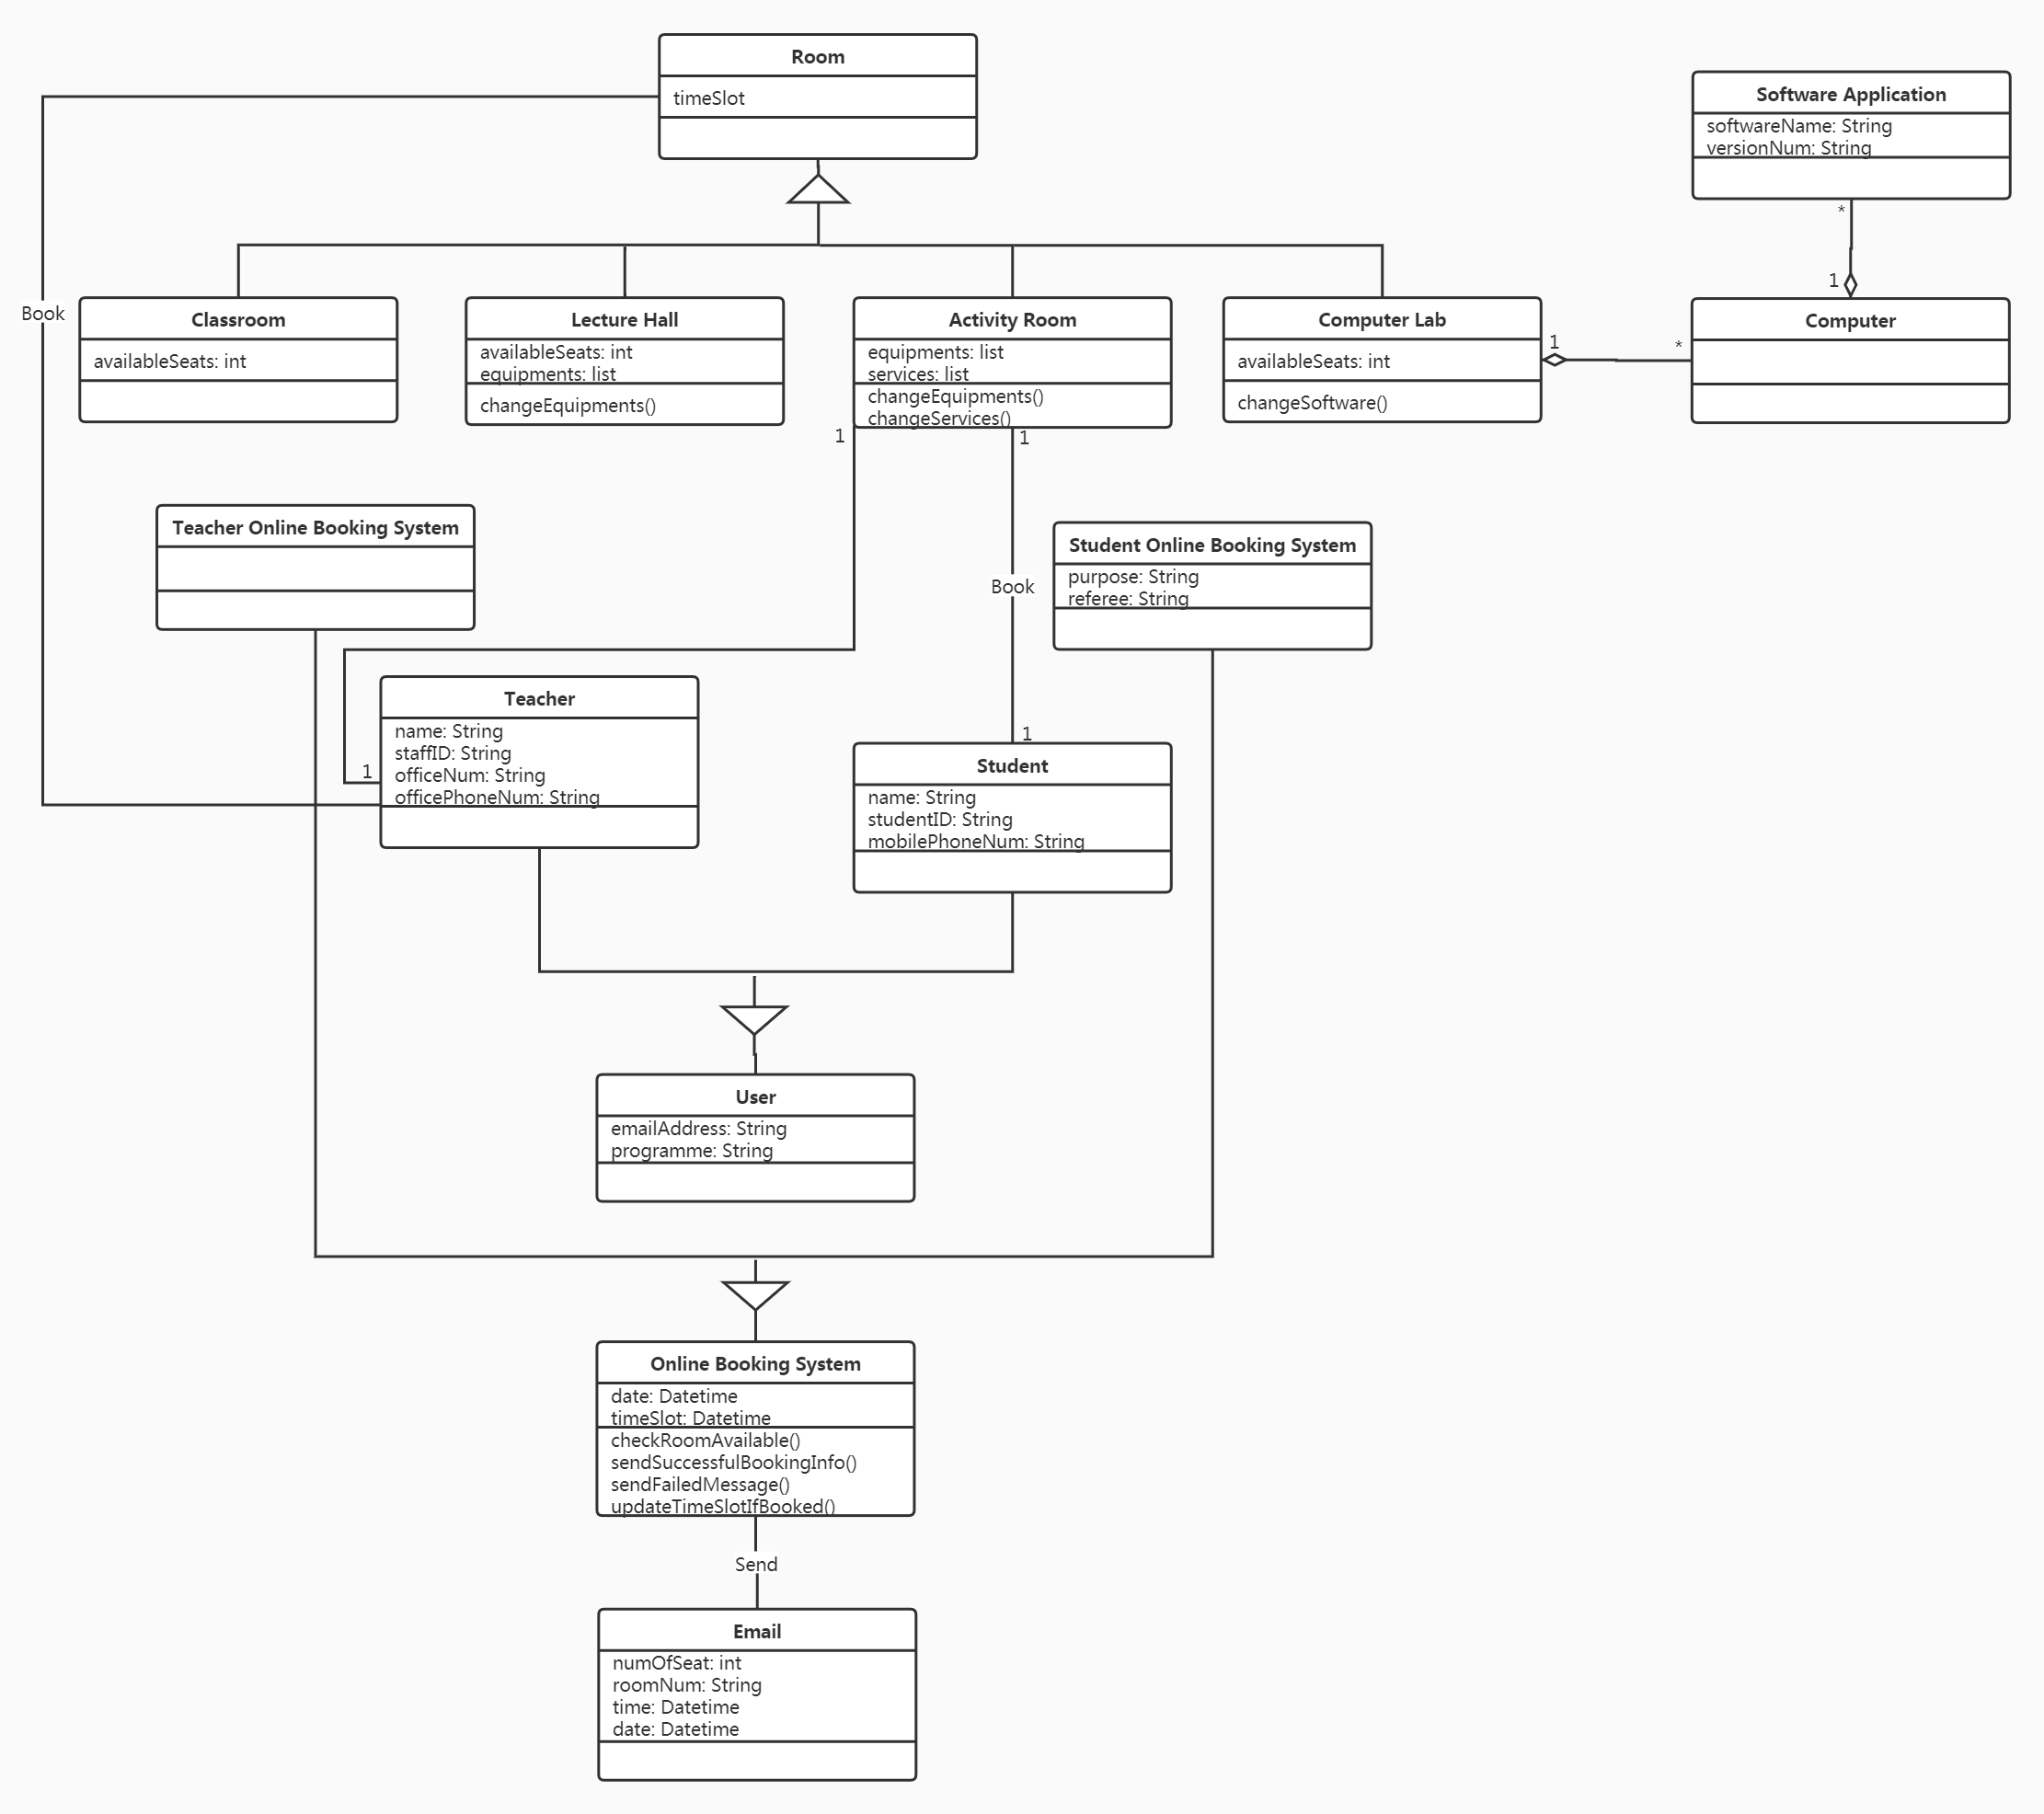 Room
timeSlot
Software Application
softwareName: String
versionNum: String
*
1
Book
Classroom
availableSeats: int
Lecture Hall
availableSeats: int
equipments: list
changeEquipments()
Activity Room
equipments: list
services: list
changeEquipments()
changeServices()
Computer Lab
availableSeats: int
changeSoftware()
1
*
Computer
1
1
Teacher Online Booking System
Student Online Booking System
purpose: String
referee: String
Book
Teacher
name: String
staffID: String
officeNum: String
officePhoneNum: String
1
1
Student
name: String
studentID: String
mobilePhoneNum: String
User
emailAddress: String
programme: String
Online Booking System
date: Datetime
timeSlot: Datetime
checkRoomAvailable()
sendSuccessfulBookingInfo()
sendFailedMessage()
updateTimeSlotIfBooked()
Send
Email
numOfSeat: int
roomNum: String
time: Datetime
date: Datetime